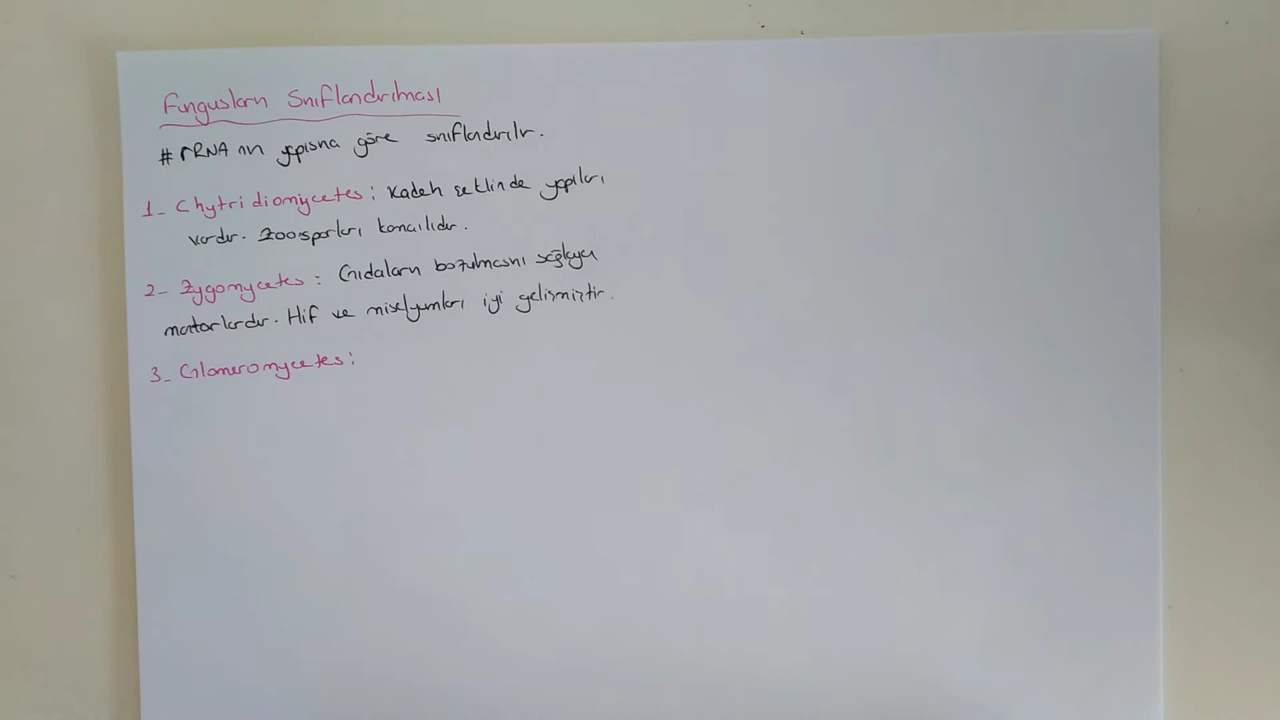 Fungusların Sınıflandırılması
# rRNA nın yapısına göre sınıflandırılır.
1- Chytridiomycetes : Kadeh şeklinde yapıları
vardır. Zoosporları kamçılıdır.
2- Zygomycetes : Gıdaların bozulmasını sağlayan
mantarlardır. Hif ve miselyumları iyi gelişmiştir.
3- Glomeromycetes :